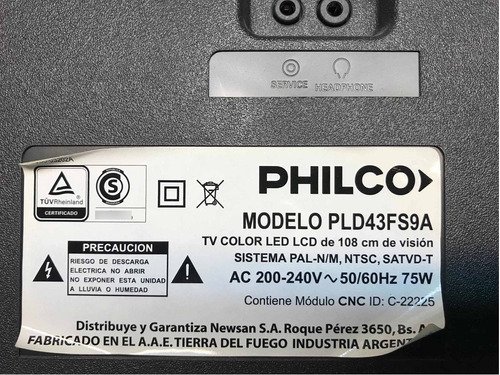 SERVICE HEADPHONE
TÜVRheinland
CERTIFICADO
S
PHILCO
MODELO PLD43FS9A
TV COLOR LED LCD de 108 cm de visión
SISTEMA PAL-N/M, NTSC, SATVD-T
AC 200-240V~50/60Hz 75W
Contiene Módulo CNC ID: C-22225
PRECAUCION
RIESGO DE DESCARGA
ELECTRICA NO ABRIR
NO EXPONER ESTA UNIDAD
A LLUVIA O HUMEDAD
Distribuye y Garantiza Newsan S.A. Roque Pérez 3650, Bs. A
FABRICADO EN EL A.A.E. TIERRA DEL FUEGO INDUSTRIA ARGENT